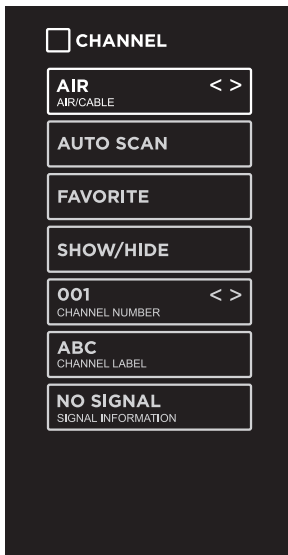 CHANNEL
AIR < >
AIR/CABLE
AUTO SCAN
FAVORITE
SHOW/HIDE
001 < >
CHANNEL NUMBER
ABC
CHANNEL LABEL
NO SIGNAL
SIGNAL INFORMATION